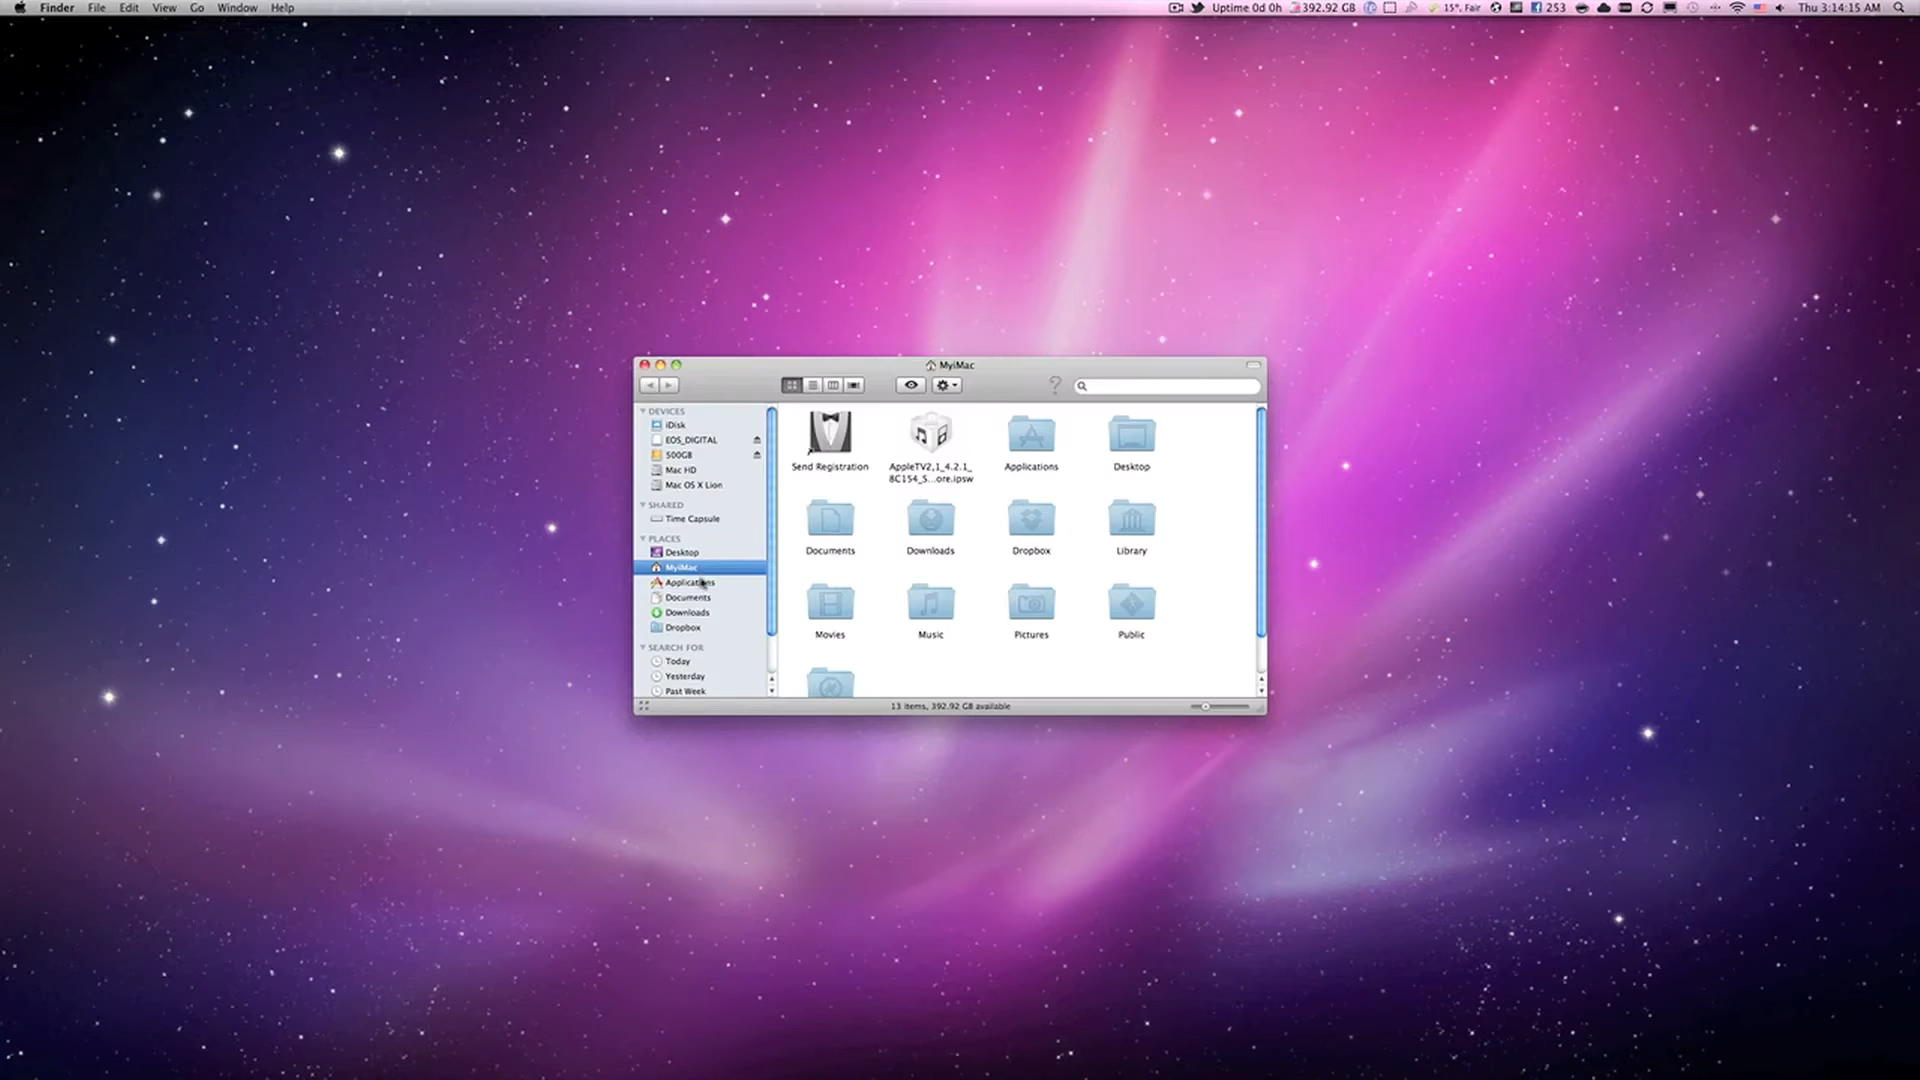 Finder File Edit View Go Window Help
Uptime 0d 0h 392.92 GB 15°, Fair 253 Thu 3:14:15 AM
MyiMac
DEVICES
iDisk
EOS_DIGITAL
500GB
Mac HD
Mac OS X Lion
SHARED
Time Capsule
PLACES
Desktop
MyiMac
Applications
Documents
Downloads
Dropbox
SEARCH FOR
Today
Yesterday
Past Week
Send Registration
AppleTV2,1_4.2.1_
8C154_S...ore.ipsw
Applications
Desktop
Documents
Downloads
Dropbox
Library
Movies
Music
Pictures
Public
13 items, 392.92 GB available